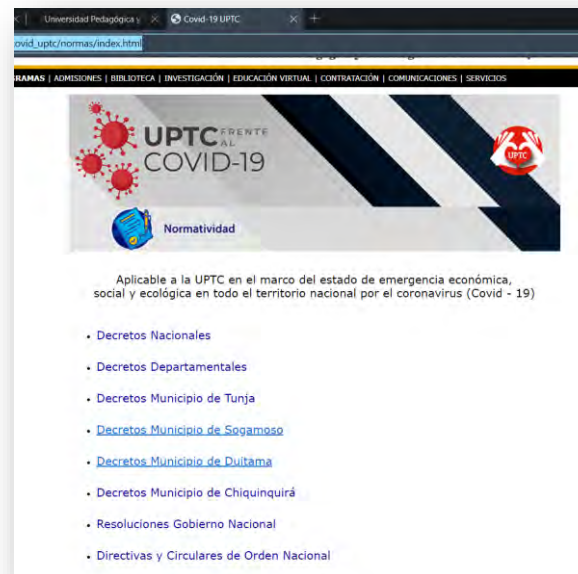 Universidad Pedagógica y
Covid-19 UPTC
ovid_uptc/normas/index.html
RAMAS | ADMISIONES | BIBLIOTECA | INVESTIGACIÓN | EDUCACIÓN VIRTUAL | CONTRATACIÓN | COMUNICACIONES | SERVICIOS
UPTC FRENTE
AL
COVID-19
UPTC
Normatividad
Aplicable a la UPTC en el marco del estado de emergencia económica,
social y ecológica en todo el territorio nacional por el coronavirus (Covid - 19)
• Decretos Nacionales
• Decretos Departamentales
• Decretos Municipio de Tunja
• Decretos Municipio de Sogamoso
• Decretos Municipio de Duitama
• Decretos Municipio de Chiquinquirá
• Resoluciones Gobierno Nacional
• Directivas y Circulares de Orden Nacional